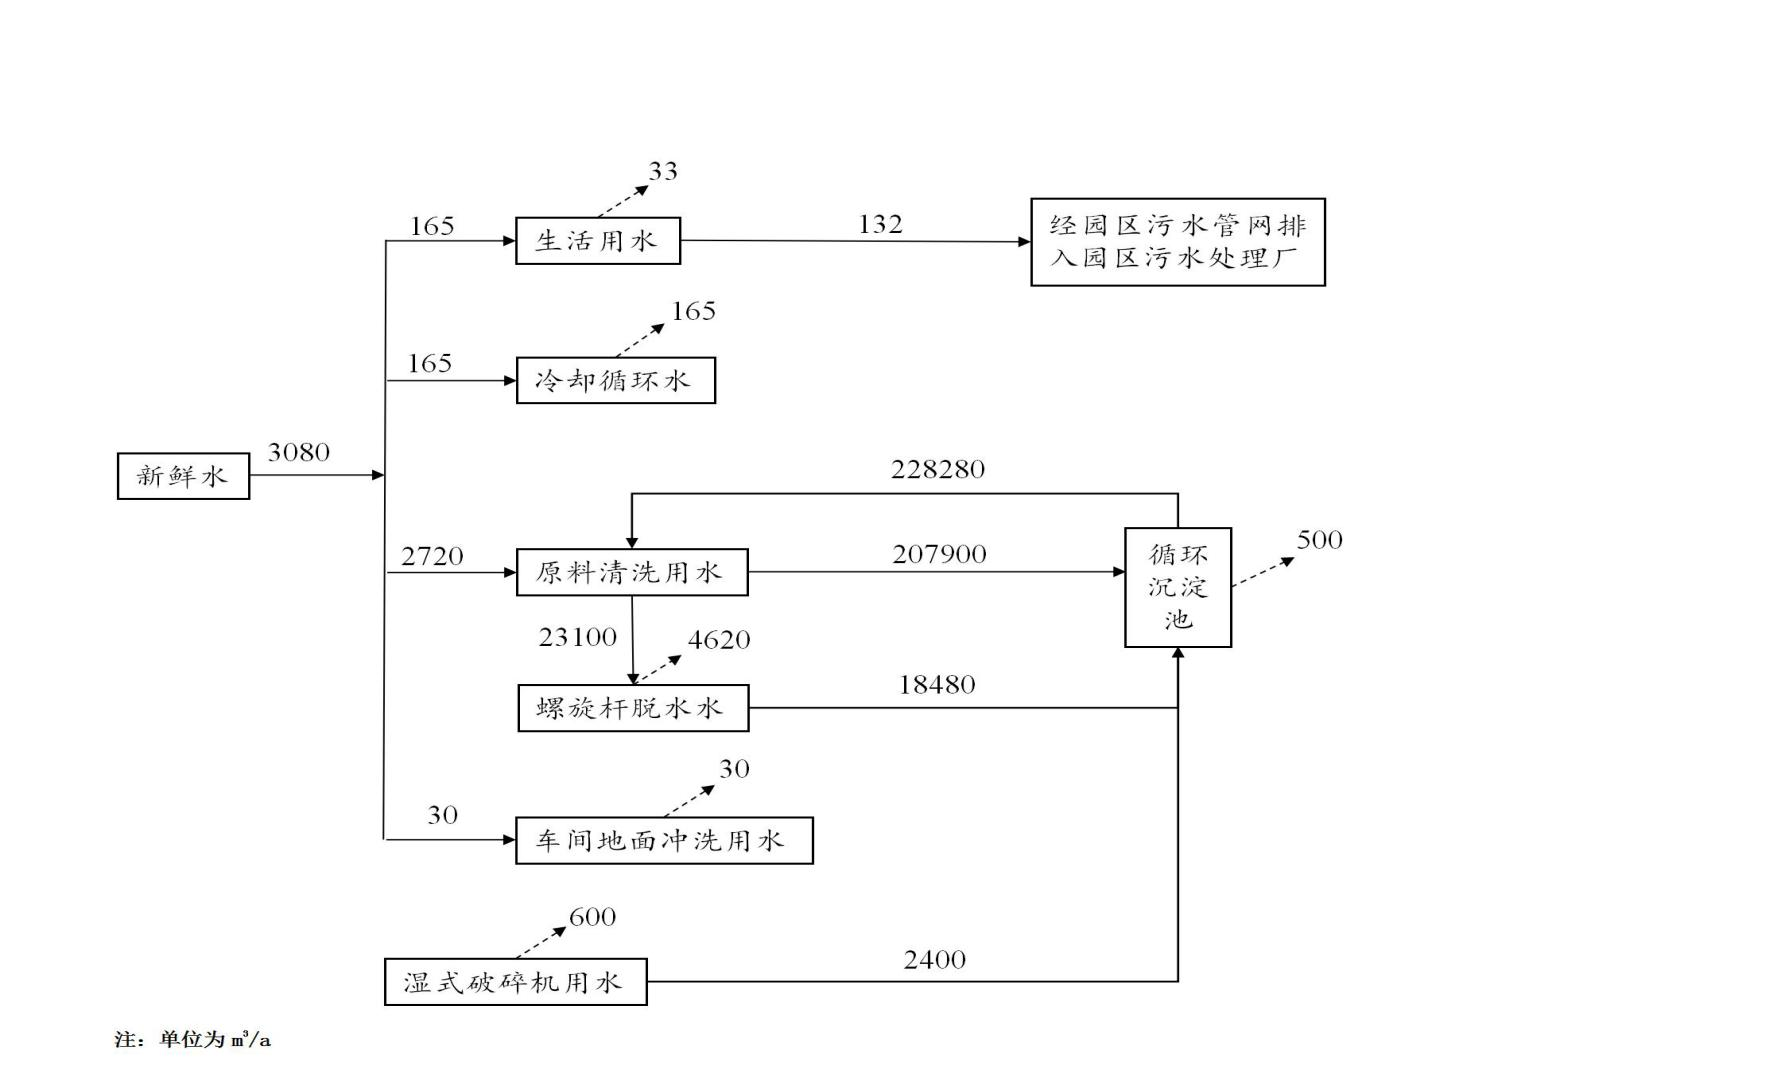 33
165
生活用水
132
经园区污水管网排
入园区污水处理厂
165
165
冷却循环水
新鲜水
3080
228280
2720
原料清洗用水
207900
循环
沉淀
池
500
23100
4620
螺旋杆脱水水
18480
30
30
车间地面冲洗用水
600
湿式破碎机用水
2400
注：单位为 m³/a